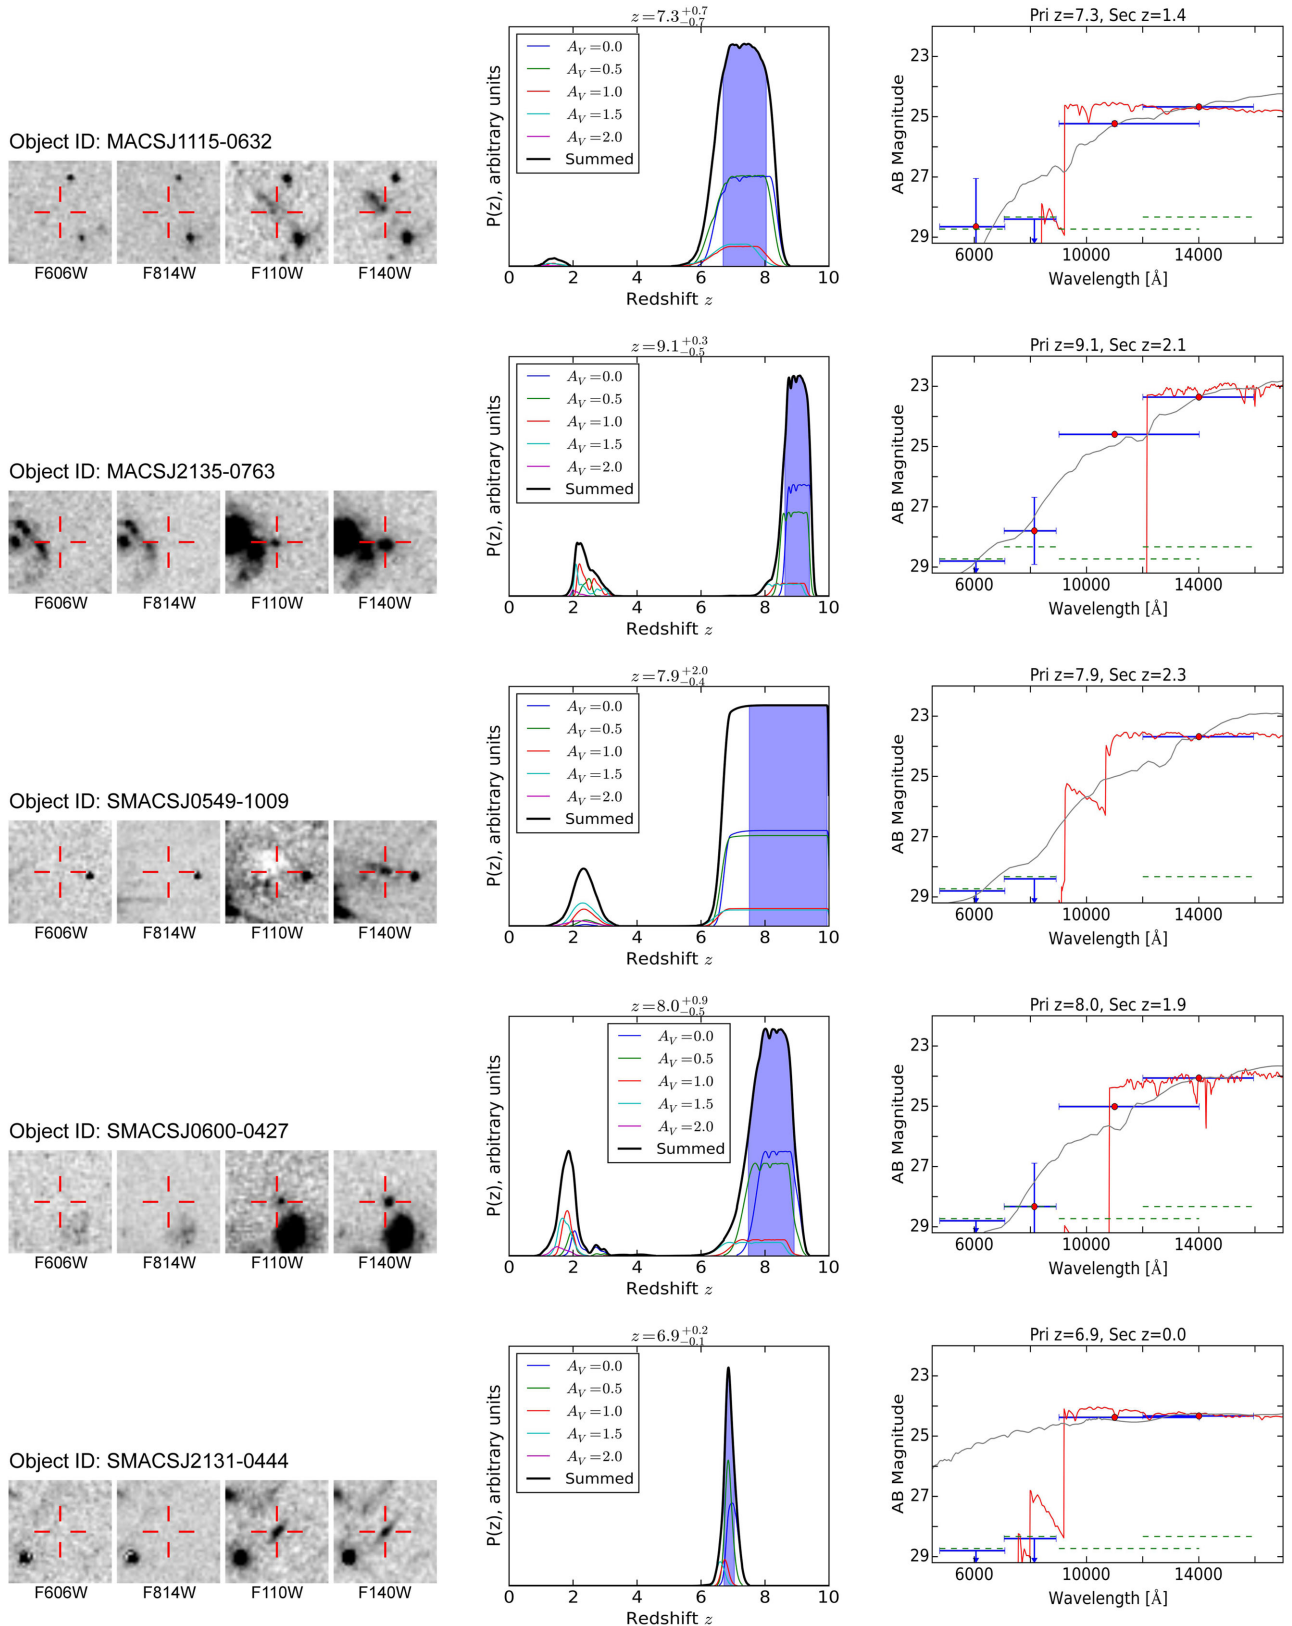 z=7.3 +0.7 −0.7
Pri z=7.3, Sec z=1.4
Object ID: MACSJ1115-0632
F606W F814W F110W F140W
P(z), arbitrary units
A_V=0.0
A_V=0.5
A_V=1.0
A_V=1.5
A_V=2.0
Summed
0 2 4 6 8 10
Redshift z
AB Magnitude
23
25
27
29
6000 10000 14000
Wavelength [Å]
z=9.1 +0.3 −0.5
Pri z=9.1, Sec z=2.1
Object ID: MACSJ2135-0763
F606W F814W F110W F140W
P(z), arbitrary units
A_V=0.0
A_V=0.5
A_V=1.0
A_V=1.5
A_V=2.0
Summed
0 2 4 6 8 10
Redshift z
AB Magnitude
23
25
27
29
6000 10000 14000
Wavelength [Å]
z=7.9 +2.0 −0.4
Pri z=7.9, Sec z=2.3
Object ID: SMACSJ0549-1009
F606W F814W F110W F140W
P(z), arbitrary units
A_V=0.0
A_V=0.5
A_V=1.0
A_V=1.5
A_V=2.0
Summed
0 2 4 6 8 10
Redshift z
AB Magnitude
23
25
27
29
6000 10000 14000
Wavelength [Å]
z=8.0 +0.9 −0.5
Pri z=8.0, Sec z=1.9
Object ID: SMACSJ0600-0427
F606W F814W F110W F140W
P(z), arbitrary units
A_V=0.0
A_V=0.5
A_V=1.0
A_V=1.5
A_V=2.0
Summed
0 2 4 6 8 10
Redshift z
AB Magnitude
23
25
27
29
6000 10000 14000
Wavelength [Å]
z=6.9 +0.2 −0.1
Pri z=6.9, Sec z=0.0
Object ID: SMACSJ2131-0444
F606W F814W F110W F140W
P(z), arbitrary units
A_V=0.0
A_V=0.5
A_V=1.0
A_V=1.5
A_V=2.0
Summed
0 2 4 6 8 10
Redshift z
AB Magnitude
23
25
27
29
6000 10000 14000
Wavelength [Å]